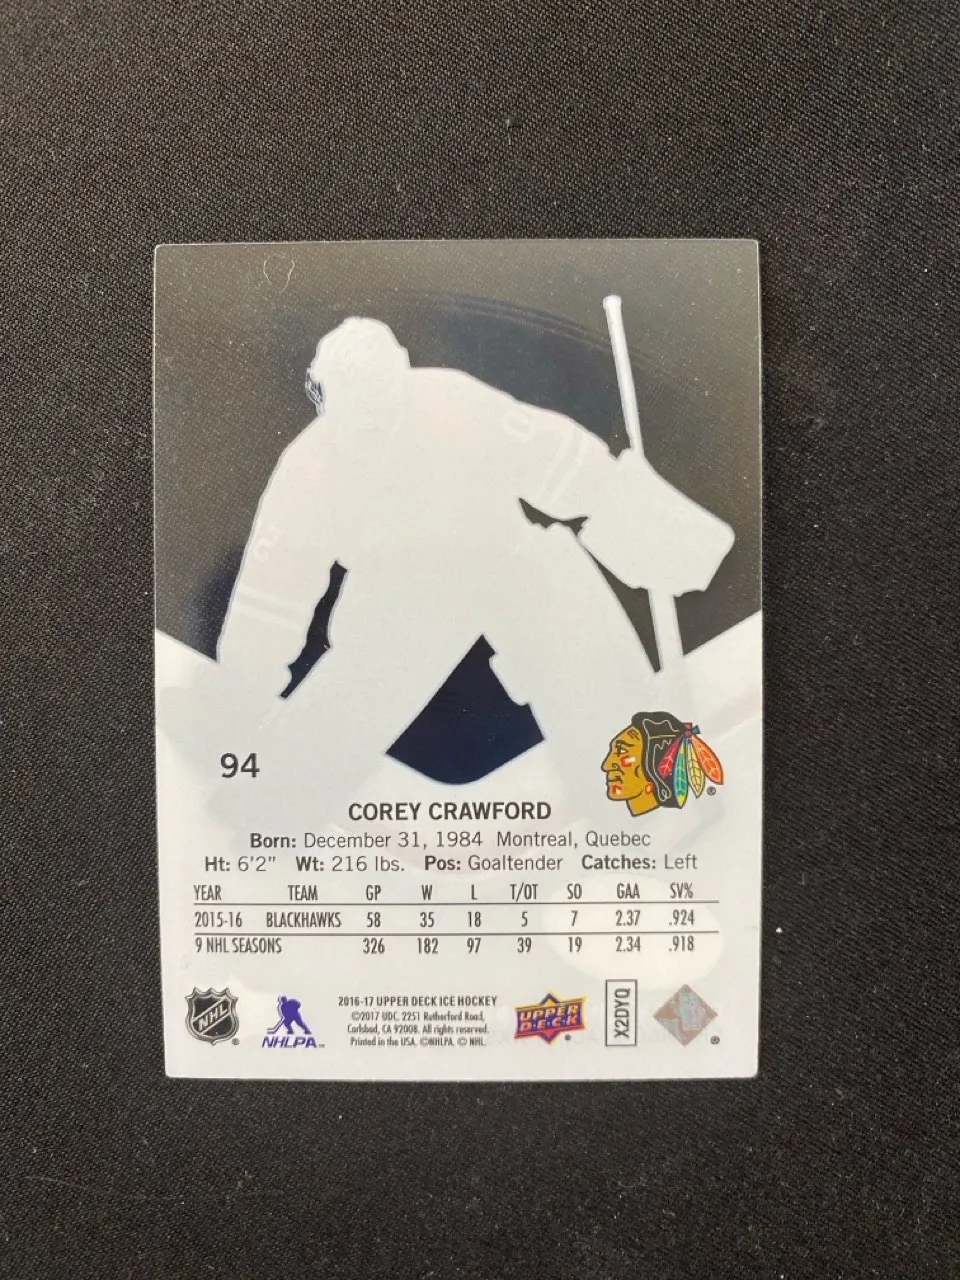 94
COREY CRAWFORD
Born: December 31, 1984 Montreal, Quebec
Ht: 6'2" Wt: 216 lbs. Pos: Goaltender Catches: Left
YEAR TEAM GP W L T/OT SO GAA SV%
2015-16 BLACKHAWKS 58 35 18 5 7 2.37 .924
9 NHL SEASONS 326 182 97 39 19 2.34 .918
NHL ®
NHLPA™
2016-17 UPPER DECK ICE HOCKEY
©2017 UDC. 2251 Rutherford Road,
Carlsbad, CA 92008. All rights reserved.
Printed in the USA. ©NHLPA. © NHL.
UPPER
DECK ®
X2DYQ